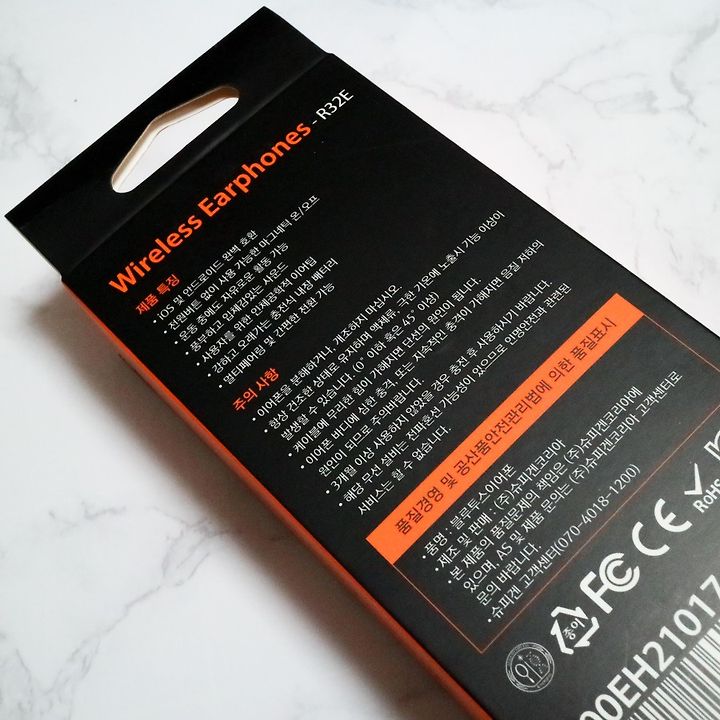 Wireless Earphones - R32E
제품 특징
• iOS 및 안드로이드 완벽 호환
• 전원버튼 없이 사용 가능한 마그네틱 온/오프
• 운동 중에도 자유로운 활동 가능
• 풍부하고 입체감있는 사운드
• 사용자를 위한 인체공학적 이어팁
• 강하고 오래가는 충전식 내장 배터리
• 멀티페어링 및 간편한 전환 기능
주의 사항
• 이어폰을 분해하거나, 개조하지 마십시오.
• 항상 건조한 상태로 유지하며 액체류, 극한 기온에 노출시 기능 이상이
발생할 수 있습니다. (0˚ 이하 혹은 45˚ 이상)
• 케이블에 무리한 힘이 가해지면 단선의 원인이 됩니다.
• 이어폰 바디에 심한 충격, 또는 지속적인 충격이 가해지면 음질 저하의
원인이 되므로 주의바랍니다.
• 3개월 이상 사용하지 않았을 경우 충전 후 사용하시기 바랍니다.
• 해당 무선 설비는 전파혼신 가능성이 있으므로 인명안전과 관련된
서비스는 할 수 없습니다.
품질경영 및 공산품안전관리법에 의한 품질표시
• 품명 : 블루투스이어폰
• 제조 및 판매 : (주)슈피겐코리아
• 본 제품의 품질문제의 책임은 (주)슈피겐코리아에
있으며, AS 및 제품 문의는 (주)슈피겐코리아 고객센터로
문의 바랍니다.
• 슈피겐 고객센터(070-4018-1200)
종이
FC CE
RoHS
00EH21017